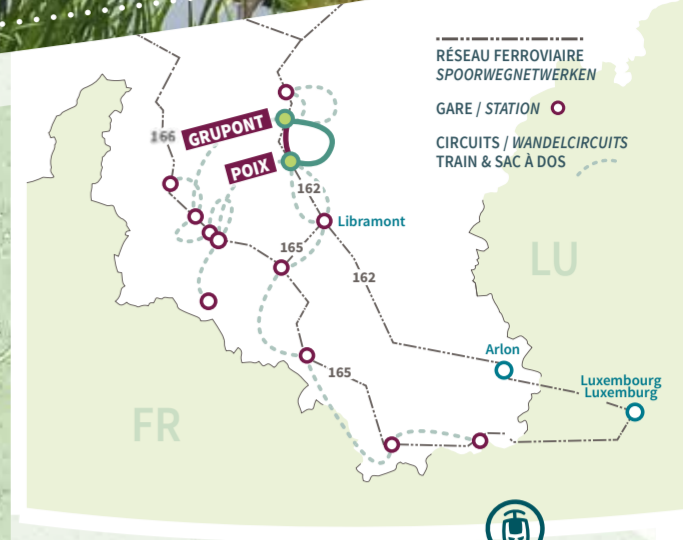 RÉSEAU FERROVIAIRE
SPOORWEGNETWERKEN
GARE / STATION
CIRCUITS / WANDELCIRCUITS
TRAIN & SAC À DOS
166
GRUPONT
POIX
162
Libramont
165
162
LU
Arlon
165
Luxembourg
Luxemburg
FR